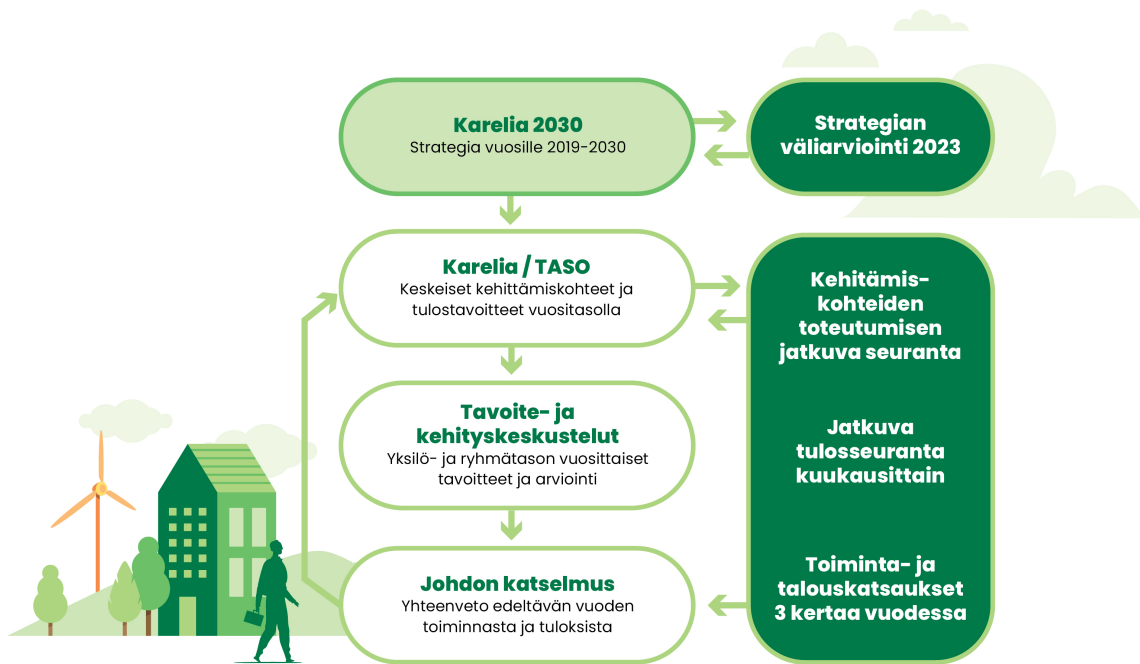 Karelia 2030
Strategia vuosille 2019-2030
Strategian
väliarviointi 2023
Karelia / TASO
Keskeiset kehittämiskohteet ja
tulostavoitteet vuositasolla
Tavoite- ja
kehityskeskustelut
Yksilö- ja ryhmätason vuosittaiset
tavoitteet ja arviointi
Johdon katselmus
Yhteenveto edeltävän vuoden
toiminnasta ja tuloksista
Kehitämis-
kohteiden
toteutumisen
jatkuva seuranta
Jatkuva
tulosseuranta
kuukausittain
Toiminta- ja
talouskatsaukset
3 kertaa vuodessa